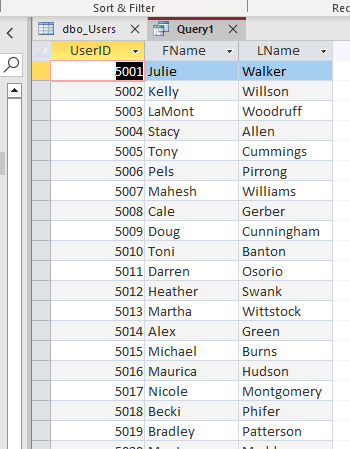 Sort & Filter
Rec
dbo_Users Query1
UserID FName LName
5001 Julie Walker
5002 Kelly Willson
5003 LaMont Woodruff
5004 Stacy Allen
5005 Tony Cummings
5006 Pels Pirrong
5007 Mahesh Williams
5008 Cale Gerber
5009 Doug Cunningham
5010 Toni Banton
5011 Darren Osorio
5012 Heather Swank
5013 Martha Wittstock
5014 Alex Green
5015 Michael Burns
5016 Maurica Hudson
5017 Nicole Montgomery
5018 Becki Phifer
5019 Bradley Patterson